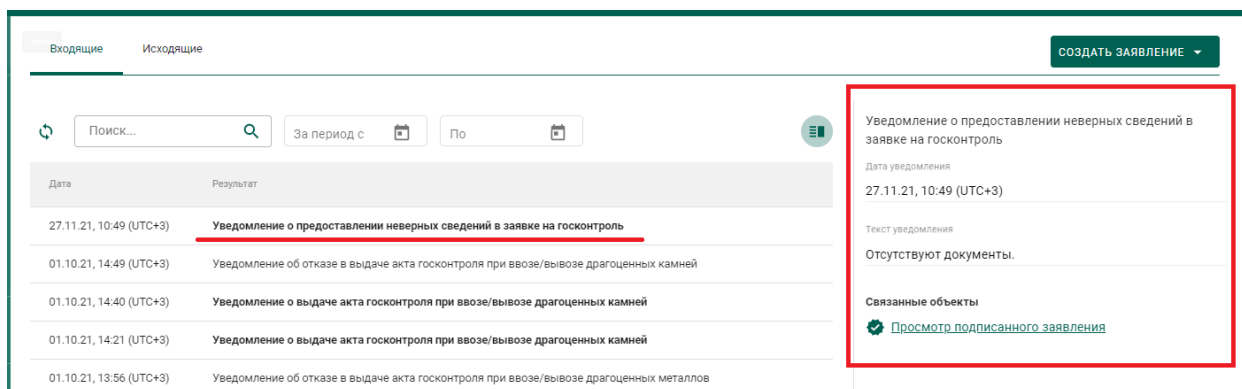 Входящие
Исходящие
СОЗДАТЬ ЗАЯВЛЕНИЕ
Поиск...
За период с
По
Дата
Результат
27.11.21, 10:49 (UTC+3)
Уведомление о предоставлении неверных сведений в заявке на госконтроль
01.10.21, 14:49 (UTC+3)
Уведомление об отказе в выдаче акта госконтроля при ввозе/вывозе драгоценных камней
01.10.21, 14:40 (UTC+3)
Уведомление о выдаче акта госконтроля при ввозе/вывозе драгоценных камней
01.10.21, 14:21 (UTC+3)
Уведомление о выдаче акта госконтроля при ввозе/вывозе драгоценных камней
01.10.21, 13:56 (UTC+3)
Уведомление об отказе в выдаче акта госконтроля при ввозе/вывозе драгоценных металлов
Уведомление о предоставлении неверных сведений в
заявке на госконтроль
Дата уведомления
27.11.21, 10:49 (UTC+3)
Текст уведомления
Отсутствуют документы.
Связанные объекты
Просмотр подписанного заявления